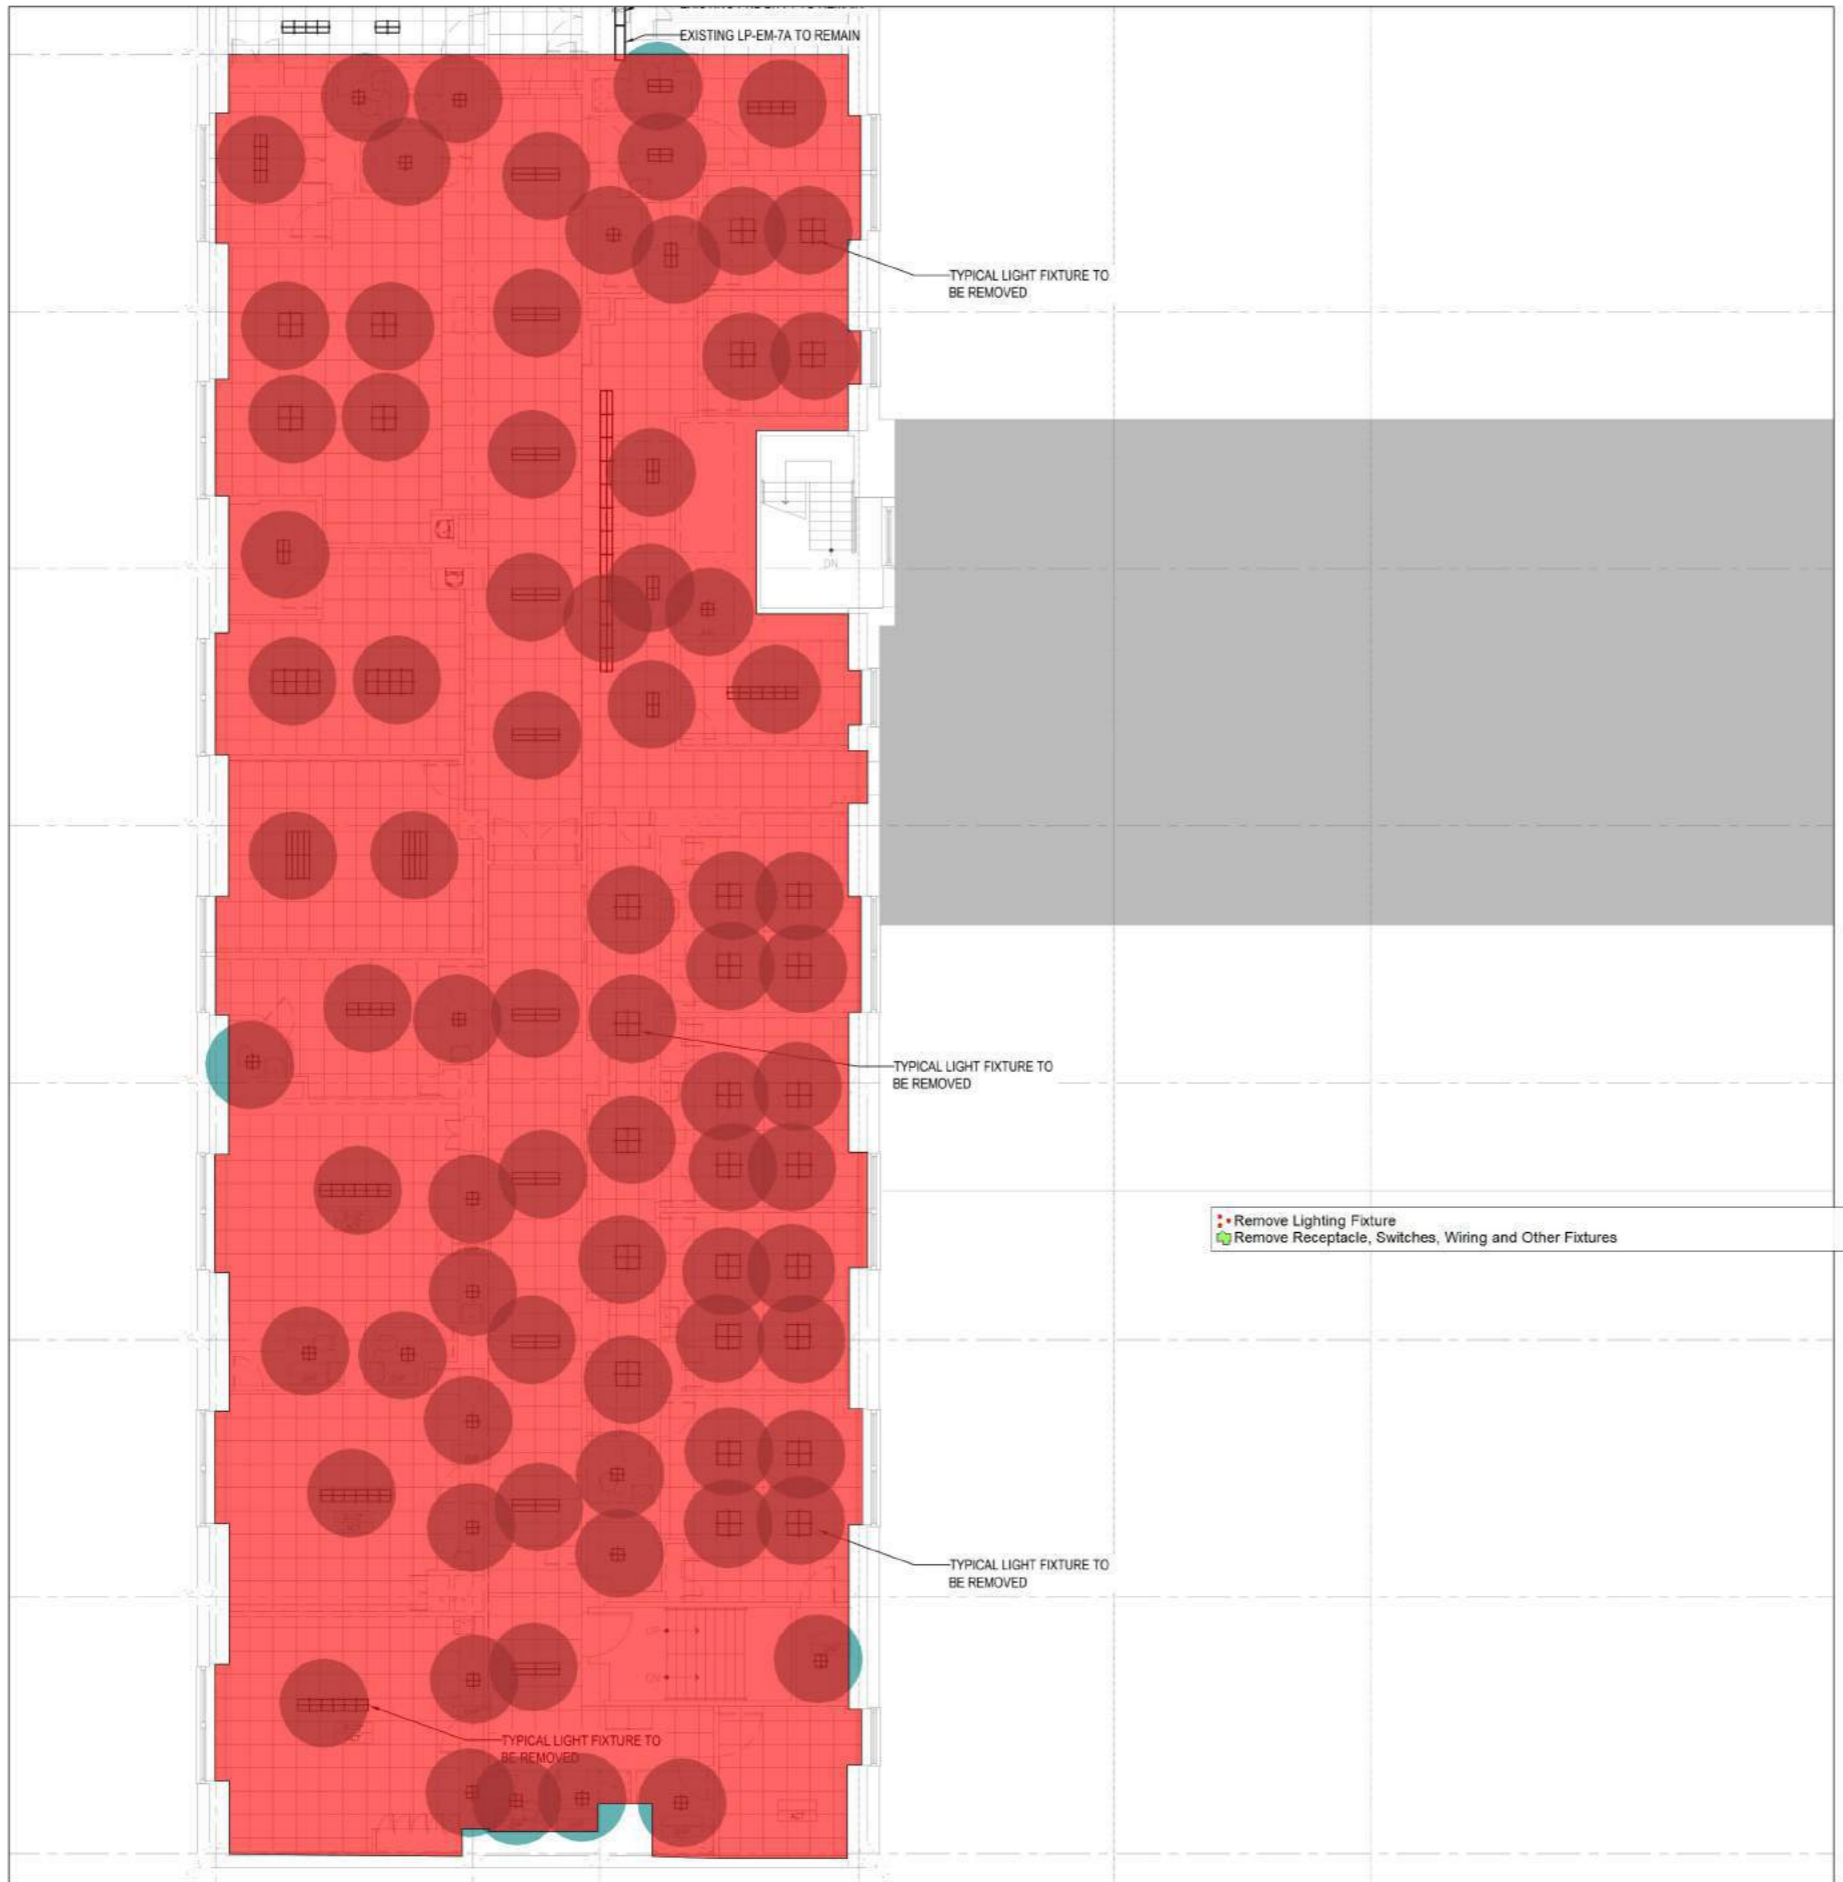 EXISTING LP-EM-7A TO REMAIN
TYPICAL LIGHT FIXTURE TO
BE REMOVED
DN
TYPICAL LIGHT FIXTURE TO
BE REMOVED
Remove Lighting Fixture
Remove Receptacle, Switches, Wiring and Other Fixtures
TYPICAL LIGHT FIXTURE TO
BE REMOVED
TYPICAL LIGHT FIXTURE TO
BE REMOVED